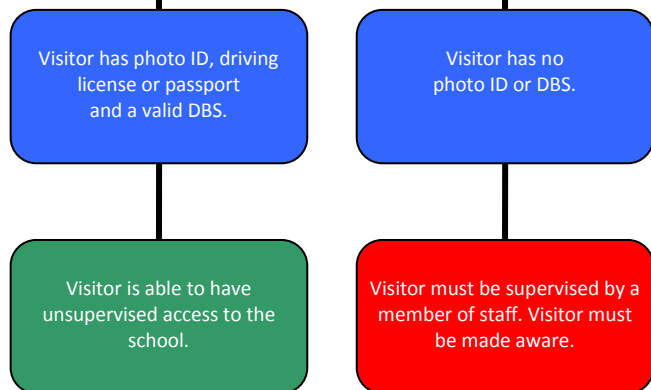 Visitor has photo ID, driving
license or passport
and a valid DBS.
Visitor has no
photo ID or DBS.
Visitor is able to have
unsupervised access to the
school.
Visitor must be supervised by a
member of staff. Visitor must
be made aware.